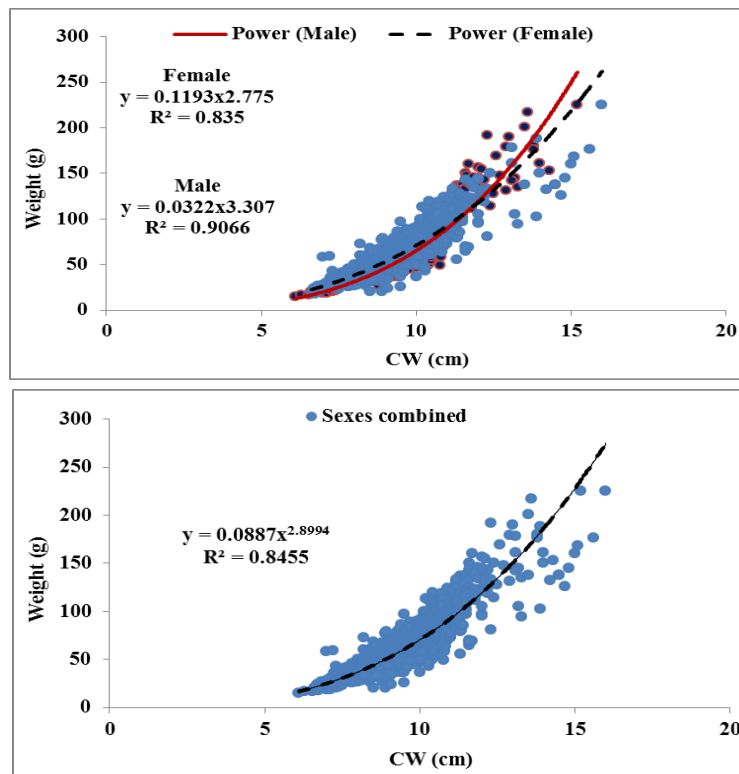 Power (Male) Power (Female)
300
250
200
150
100
50
0
Weight (g)
Female
y = 0.1193x2.775
R² = 0.835
Male
y = 0.0322x3.307
R² = 0.9066
0 5 10 15 20
CW (cm)
Sexes combined
300
250
200
150
100
50
0
Weight (g)
y = 0.0887x^2.8994
R² = 0.8455
0 5 10 15 20
CW (cm)